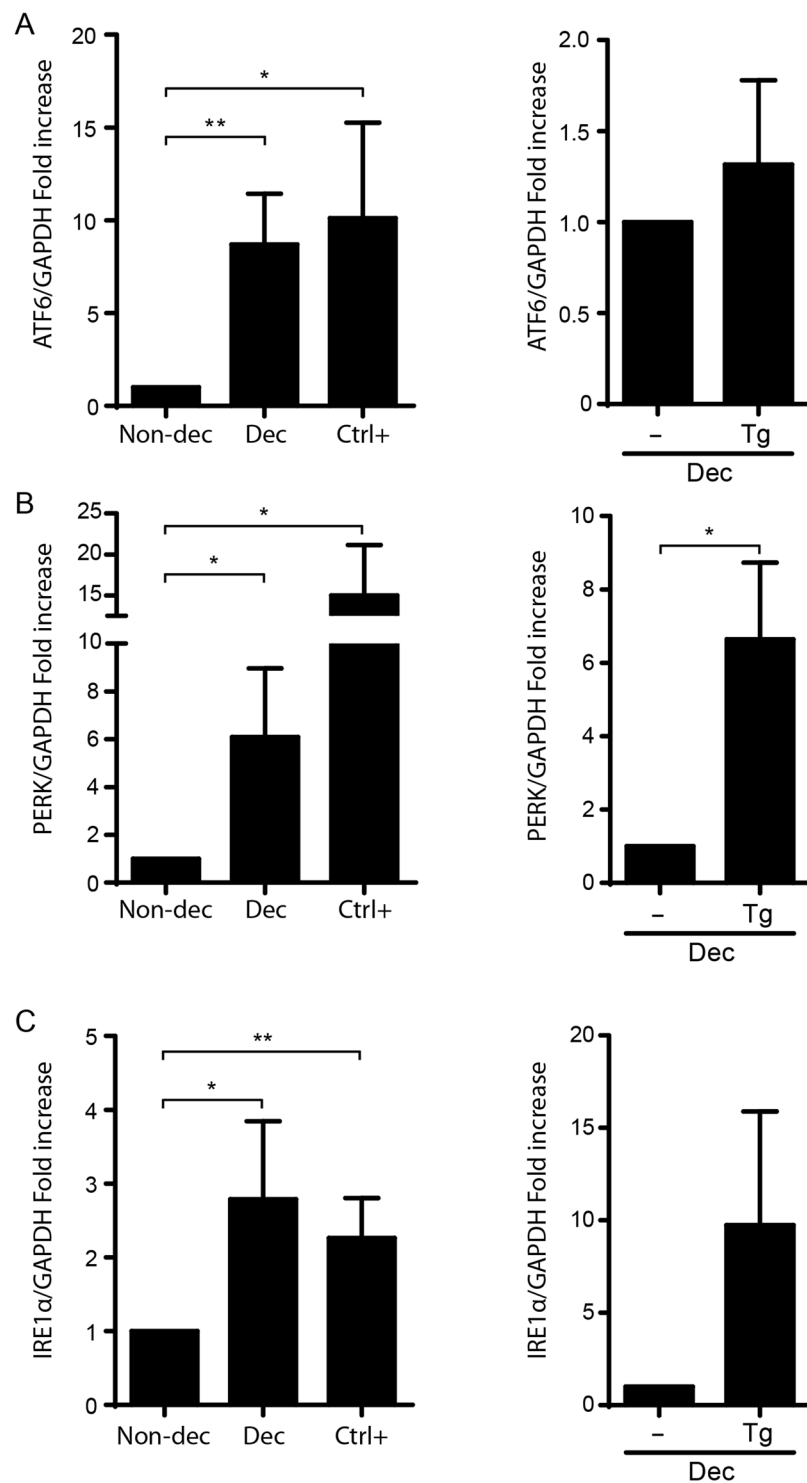 A
ATF6/GAPDH Fold increase
20
15
10
5
0
*
**
Non-dec Dec Ctrl+
ATF6/GAPDH Fold increase
2.0
1.5
1.0
0.5
0
– Tg
Dec
B
PERK/GAPDH Fold increase
25
20
15
10
8
6
4
2
0
*
*
Non-dec Dec Ctrl+
PERK/GAPDH Fold increase
10
8
6
4
2
0
*
– Tg
Dec
C
IRE1α/GAPDH Fold increase
5
4
3
2
1
0
**
*
Non-dec Dec Ctrl+
IRE1α/GAPDH Fold increase
20
15
10
5
0
– Tg
Dec